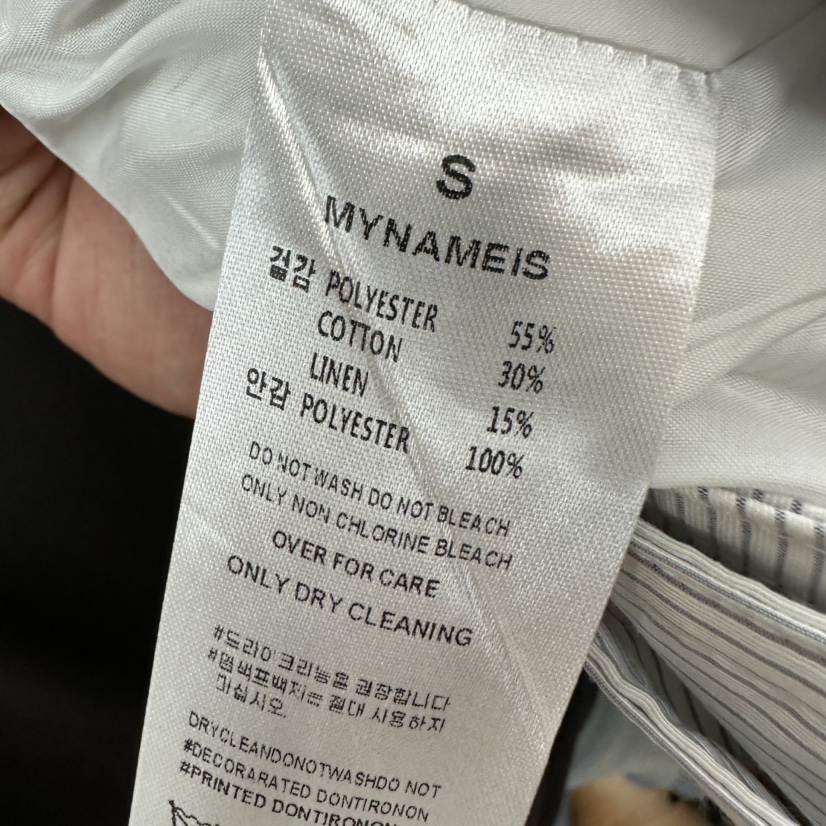 S
MYNAMEIS
겉감 POLYESTER 55%
COTTON 30%
LINEN 15%
안감 POLYESTER 100%
DO NOT WASH DO NOT BLEACH
ONLY NON CHLORINE BLEACH
OVER FOR CARE
ONLY DRY CLEANING
#드라이 크리닝을 권장합니다
#염색표백제는 절대 사용하지
마십시오
DRYCLEANDONOTWASHDO NOT
#DECORARATED DONTIRONON
#PRINTED DONTIRONON